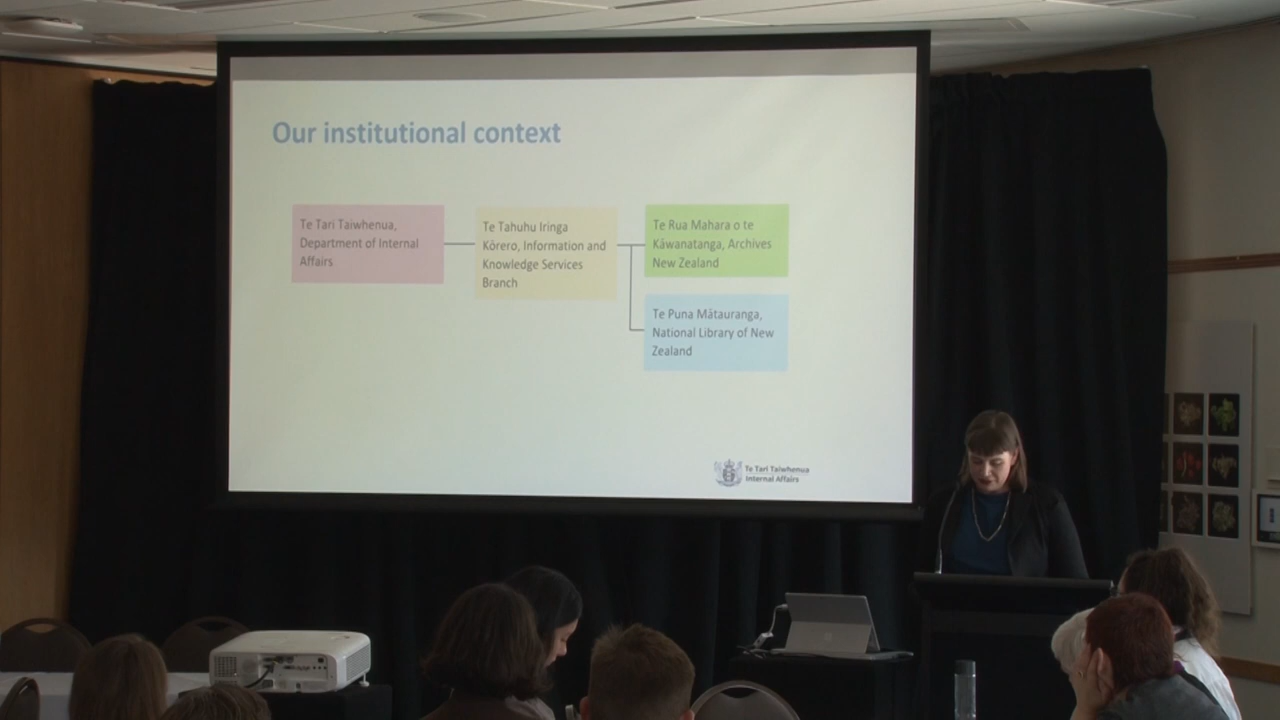 Our institutional context
Te Tari Taiwhenua,
Department of Internal
Affairs
Te Tahuhu Iringa
Kōrero, Information and
Knowledge Services
Branch
Te Rua Mahara o te
Káwanatanga, Archives
New Zealand
Te Puna Mātauranga,
National Library of New
Zealand
Te Tari Taiwhenua
Internal Affairs